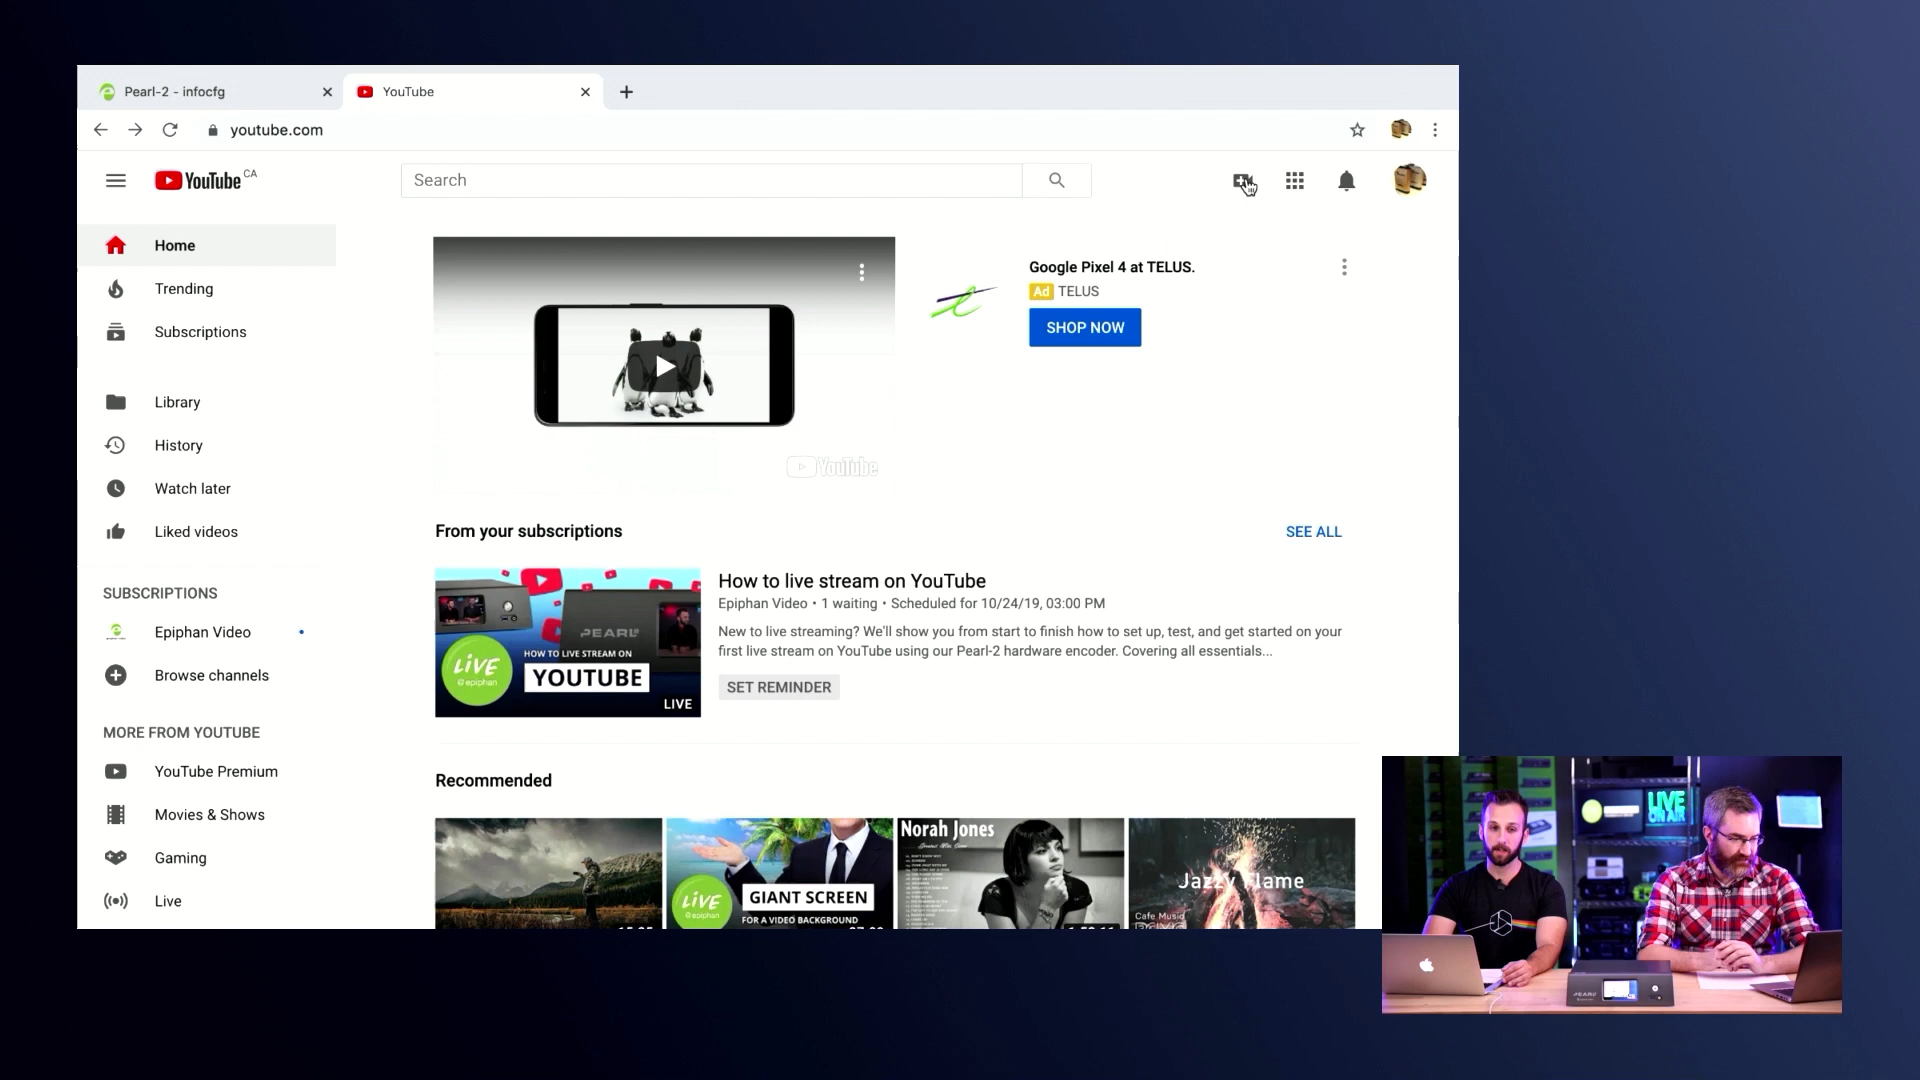 Pearl-2 - infocfg
YouTube
youtube.com
YouTube CA
Search
Home
Trending
Subscriptions
Library
History
Watch later
Liked videos
SUBSCRIPTIONS
Epiphan Video
Browse channels
MORE FROM YOUTUBE
YouTube Premium
Movies & Shows
Gaming
Live
YouTube
Google Pixel 4 at TELUS.
Ad TELUS
SHOP NOW
From your subscriptions
SEE ALL
PEARL
LIVE
@epiphan
HOW TO LIVE STREAM ON
YOUTUBE
LIVE
How to live stream on YouTube
Epiphan Video • 1 waiting • Scheduled for 10/24/19, 03:00 PM
New to live streaming? We'll show you from start to finish how to set up, test, and get started on your
first live stream on YouTube using our Pearl-2 hardware encoder. Covering all essentials...
SET REMINDER
Recommended
LIVE
@epiphan
GIANT SCREEN
FOR A VIDEO BACKGROUND
Norah Jones
Jazzy Flame
Cafe Music
LIVE
ON AIR
PEARL